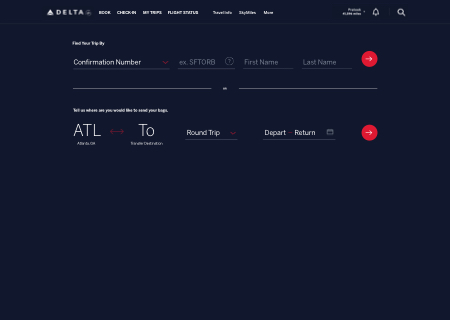 DELTA BOOK CHECK-IN MY TRIPS FLIGHT STATUS Travel Info SkyMiles More
Find Your Trip By
Confirmation Number ex. SFTORB ? First Name Last Name
or
Tell us where are you would like to send your bags.
ATL To Round Trip Depart - Return
Atlanta, GA Transfer Destination